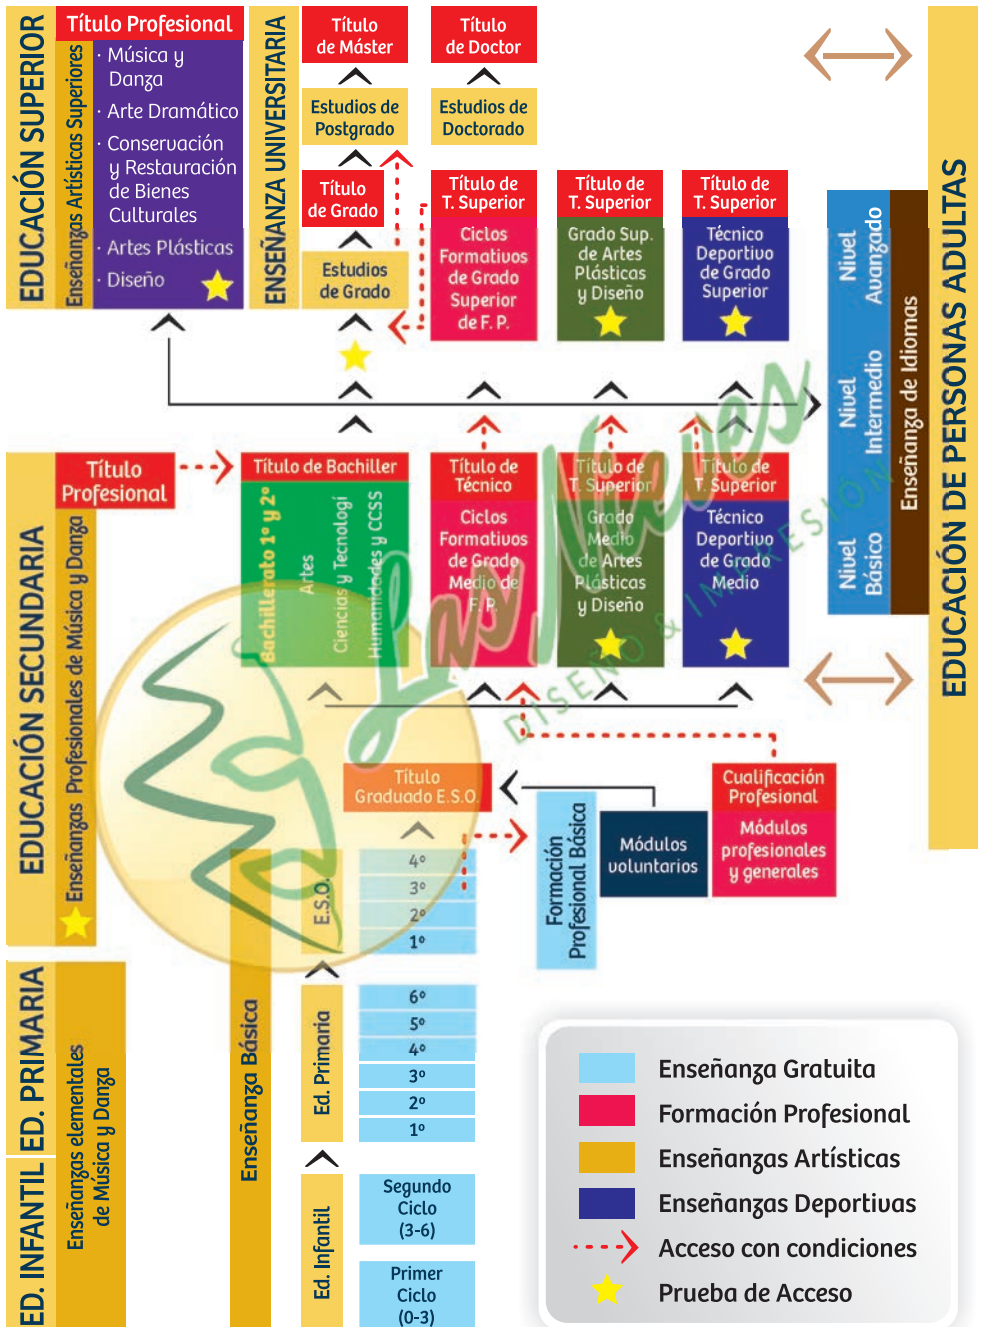 EDUCACIÓN SUPERIOR
Título Profesional
Enseñanzas Artísticas Superiores
· Música y
Danza
· Arte Dramático
· Conservación
y Restauración
de Bienes
Culturales
· Artes Plásticas
· Diseño
ENSEÑANZA UNIVERSITARIA
Título
de Máster
Estudios de
Postgrado
Título
de Grado
Estudios
de Grado
Título
de Doctor
Estudios de
Doctorado
Título de
T. Superior
Ciclos
Formativos
de Grado
Superior
de F. P.
Título de
T. Superior
Grado Sup.
de Artes
Plásticas
y Diseño
Título de
T. Superior
Técnico
Deportivo
de Grado
Superior
Nivel
Avanzado
Nivel
Intermedio
Nivel
Básico
Enseñanza de Idiomas
EDUCACIÓN DE PERSONAS ADULTAS
EDUCACIÓN SECUNDARIA
Título
Profesional
Enseñanzas Profesionales de Música y Danza
Título de Bachiller
Bachillerato 1º y 2º
Artes
Ciencias y Tecnologí
Humanidades y CCSS
Título de
Técnico
Ciclos
Formativos
de Grado
Medio de
F. P.
Título de
T. Superior
Grado
Medio
de Artes
Plásticas
y Diseño
Título de
T. Superior
Técnico
Deportivo
de Grado
Medio
Las Nieves
DISEÑO & IMPRESIÓN
Título
Graduado E.S.O.
Formación
Profesional Básica
Módulos
voluntarios
Cualificación
Profesional
Módulos
profesionales
y generales
Enseñanza Básica
E.S.O.
4º
3º
2º
1º
ED. PRIMARIA
ED. INFANTIL
Enseñanzas elementales
de Música y Danza
Ed. Primaria
6º
5º
4º
3º
2º
1º
Ed. Infantil
Segundo
Ciclo
(3-6)
Primer
Ciclo
(0-3)
Enseñanza Gratuita
Formación Profesional
Enseñanzas Artísticas
Enseñanzas Deportivas
Acceso con condiciones
Prueba de Acceso